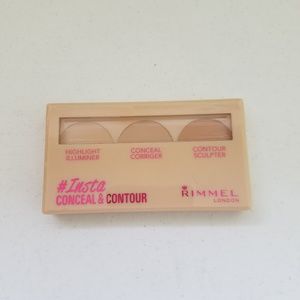 HIGHLIGHT
ILLUMINER
CONCEAL
CORRIGER
CONTOUR
SCULPTER
#Insta
CONCEAL & CONTOUR
RIMMEL
LONDON